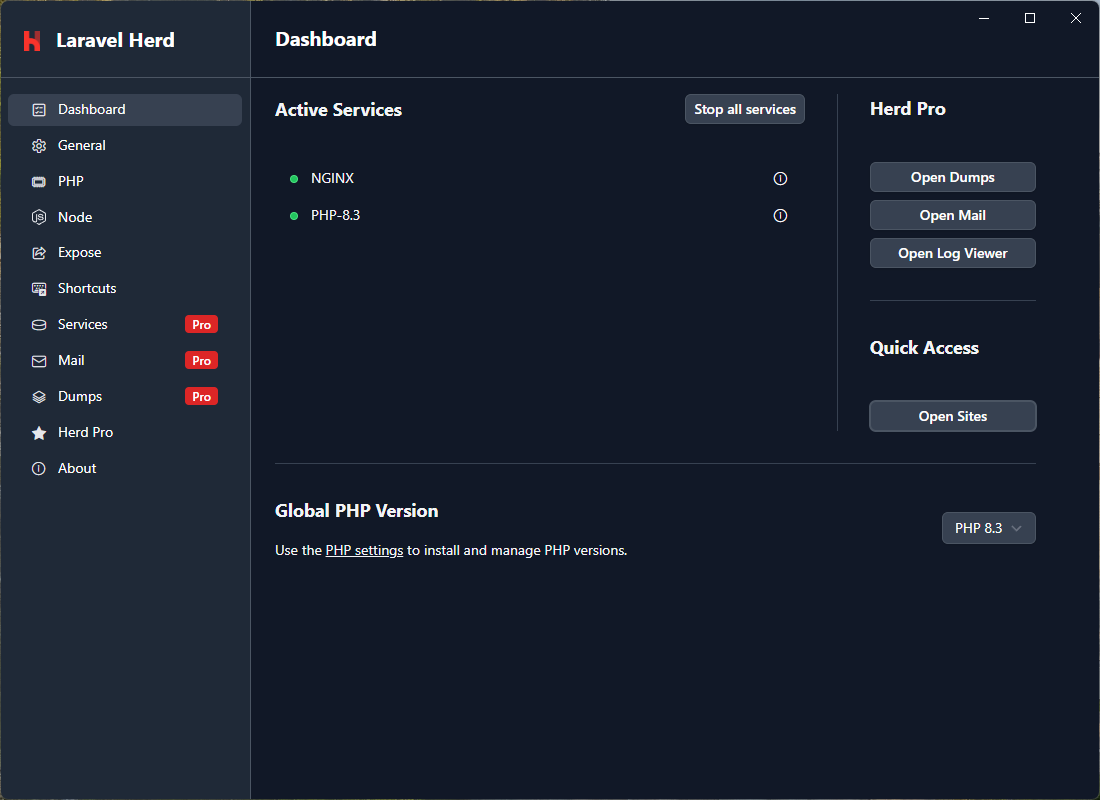 Laravel Herd
Dashboard
General
PHP
Node
Expose
Shortcuts
Services Pro
Mail Pro
Dumps Pro
Herd Pro
About
Dashboard
Active Services
Stop all services
NGINX
PHP-8.3
Herd Pro
Open Dumps
Open Mail
Open Log Viewer
Quick Access
Open Sites
Global PHP Version
Use the PHP settings to install and manage PHP versions.
PHP 8.3